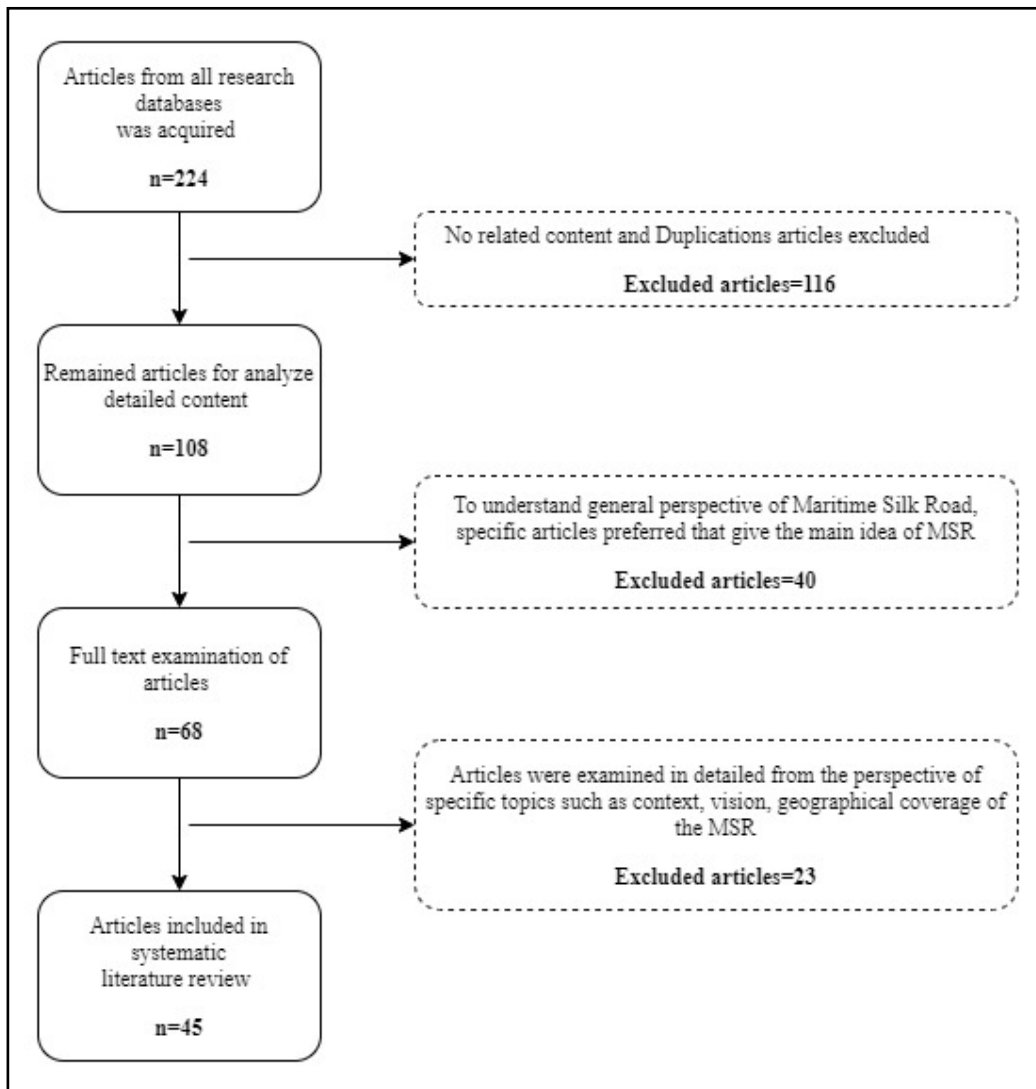 Articles from all research
databases
was acquired
n=224
No related content and Duplications articles excluded
Excluded articles=116
Remained articles for analyze
detailed content
n=108
To understand general perspective of Maritime Silk Road,
specific articles preferred that give the main idea of MSR
Excluded articles=40
Full text examination of
articles
n=68
Articles were examined in detailed from the perspective of
specific topics such as context, vision, geographical coverage of
the MSR
Excluded articles=23
Articles included in
systematic
literature review
n=45